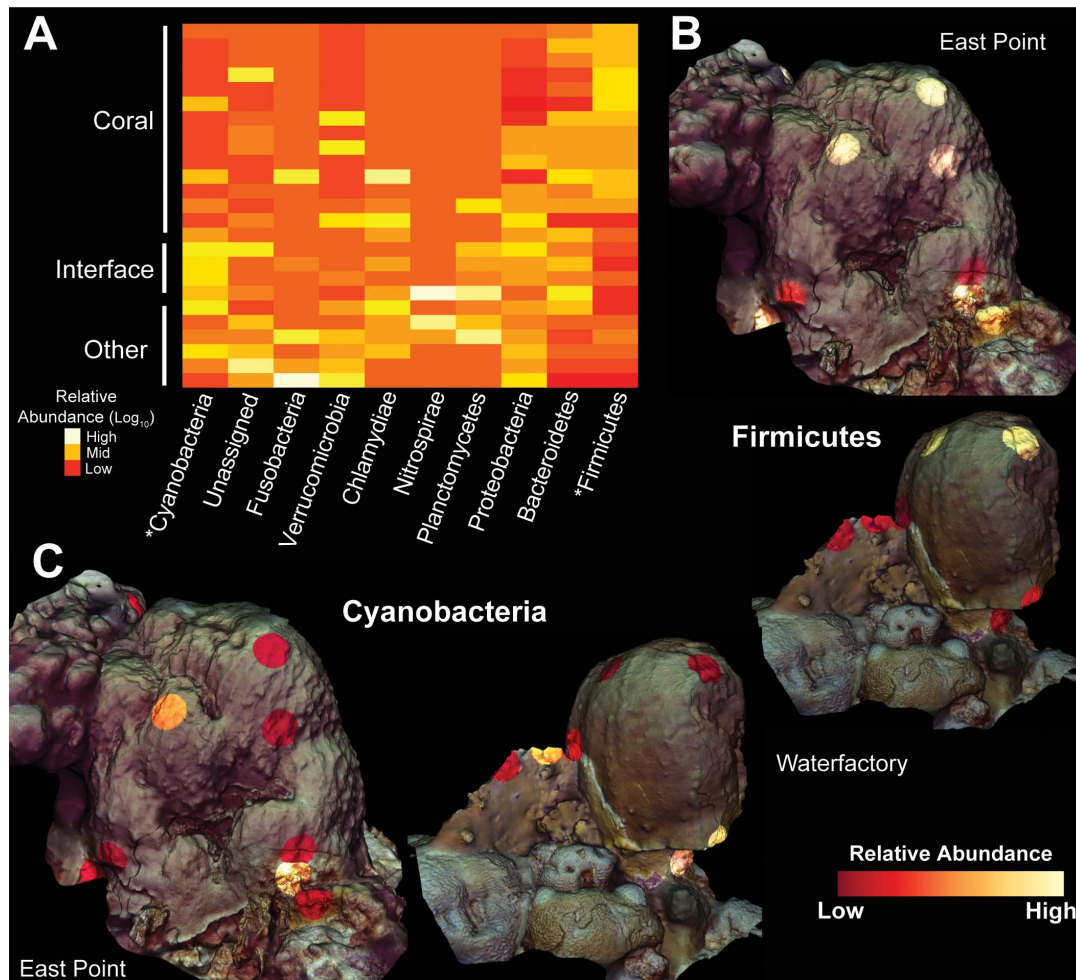 A
Coral
Interface
Other
Relative
Abundance (Log₁₀)
High
Mid
Low
*Cyanobacteria
Unassigned
Fusobacteria
Verrucomicrobia
Chlamydiae
Nitrospirae
Planctomycetes
Proteobacteria
Bacteroidetes
*Firmicutes
B
East Point
Firmicutes
Waterfactory
C
Cyanobacteria
East Point
Relative Abundance
Low
High